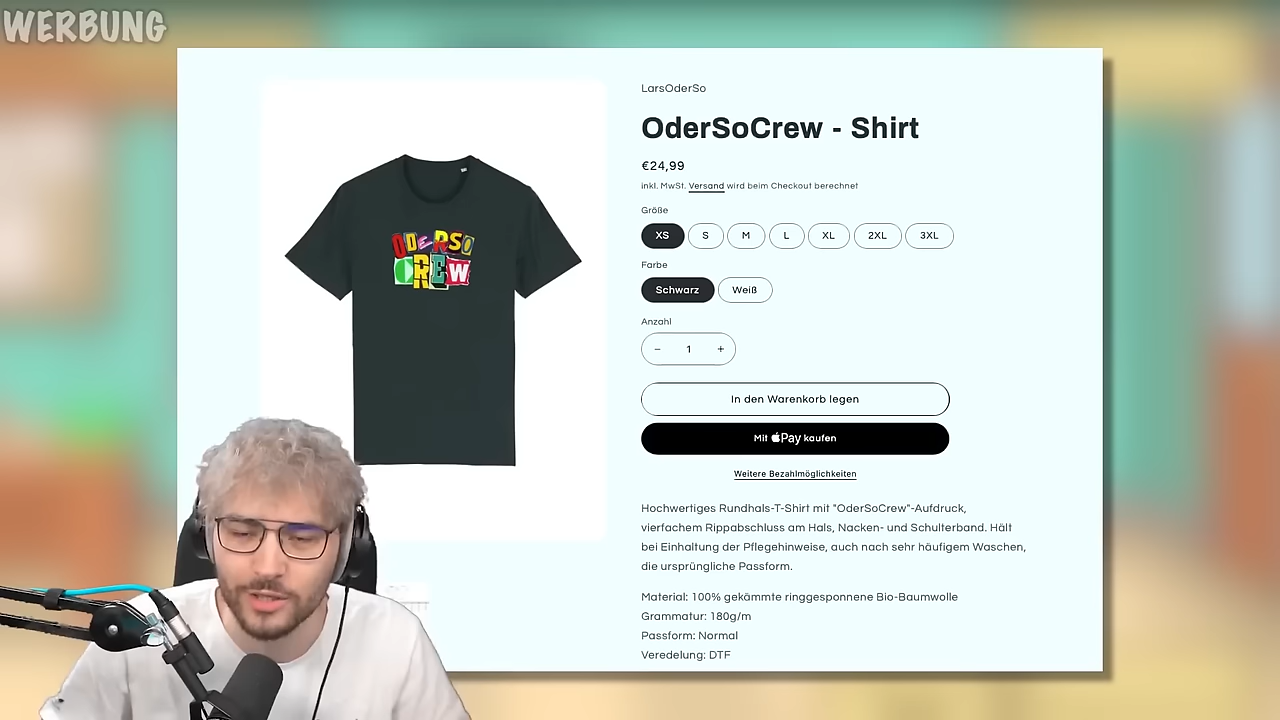 WERBUNG
LarsOderSo
OderSoCrew - Shirt
€24,99
inkl. MwSt. Versand wird beim Checkout berechnet
Größe
XS S M L XL 2XL 3XL
Farbe
Schwarz Weiß
Anzahl
− 1 +
In den Warenkorb legen
Mit Pay kaufen
Weitere Bezahlmöglichkeiten
Hochwertiges Rundhals-T-Shirt mit "OderSoCrew"-Aufdruck,
vierfachem Rippabschluss am Hals, Nacken- und Schulterband. Hält
bei Einhaltung der Pflegehinweise, auch nach sehr häufigem Waschen,
die ursprüngliche Passform.
Material: 100% gekämmte ringgesponnene Bio-Baumwolle
Grammatur: 180g/m
Passform: Normal
Veredelung: DTF
ODERSO
CREW